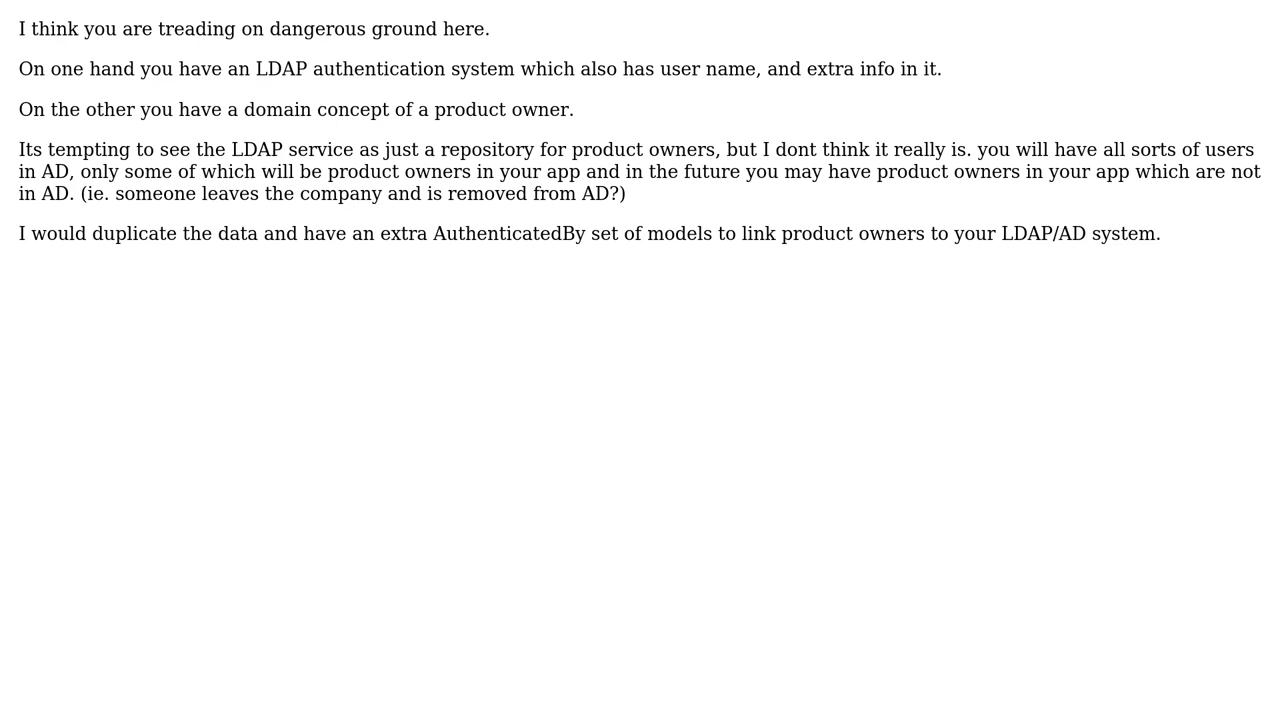 I think you are treading on dangerous ground here.
On one hand you have an LDAP authentication system which also has user name, and extra info in it.
On the other you have a domain concept of a product owner.
Its tempting to see the LDAP service as just a repository for product owners, but I dont think it really is. you will have all sorts of users
in AD, only some of which will be product owners in your app and in the future you may have product owners in your app which are not
in AD. (ie. someone leaves the company and is removed from AD?)
I would duplicate the data and have an extra AuthenticatedBy set of models to link product owners to your LDAP/AD system.